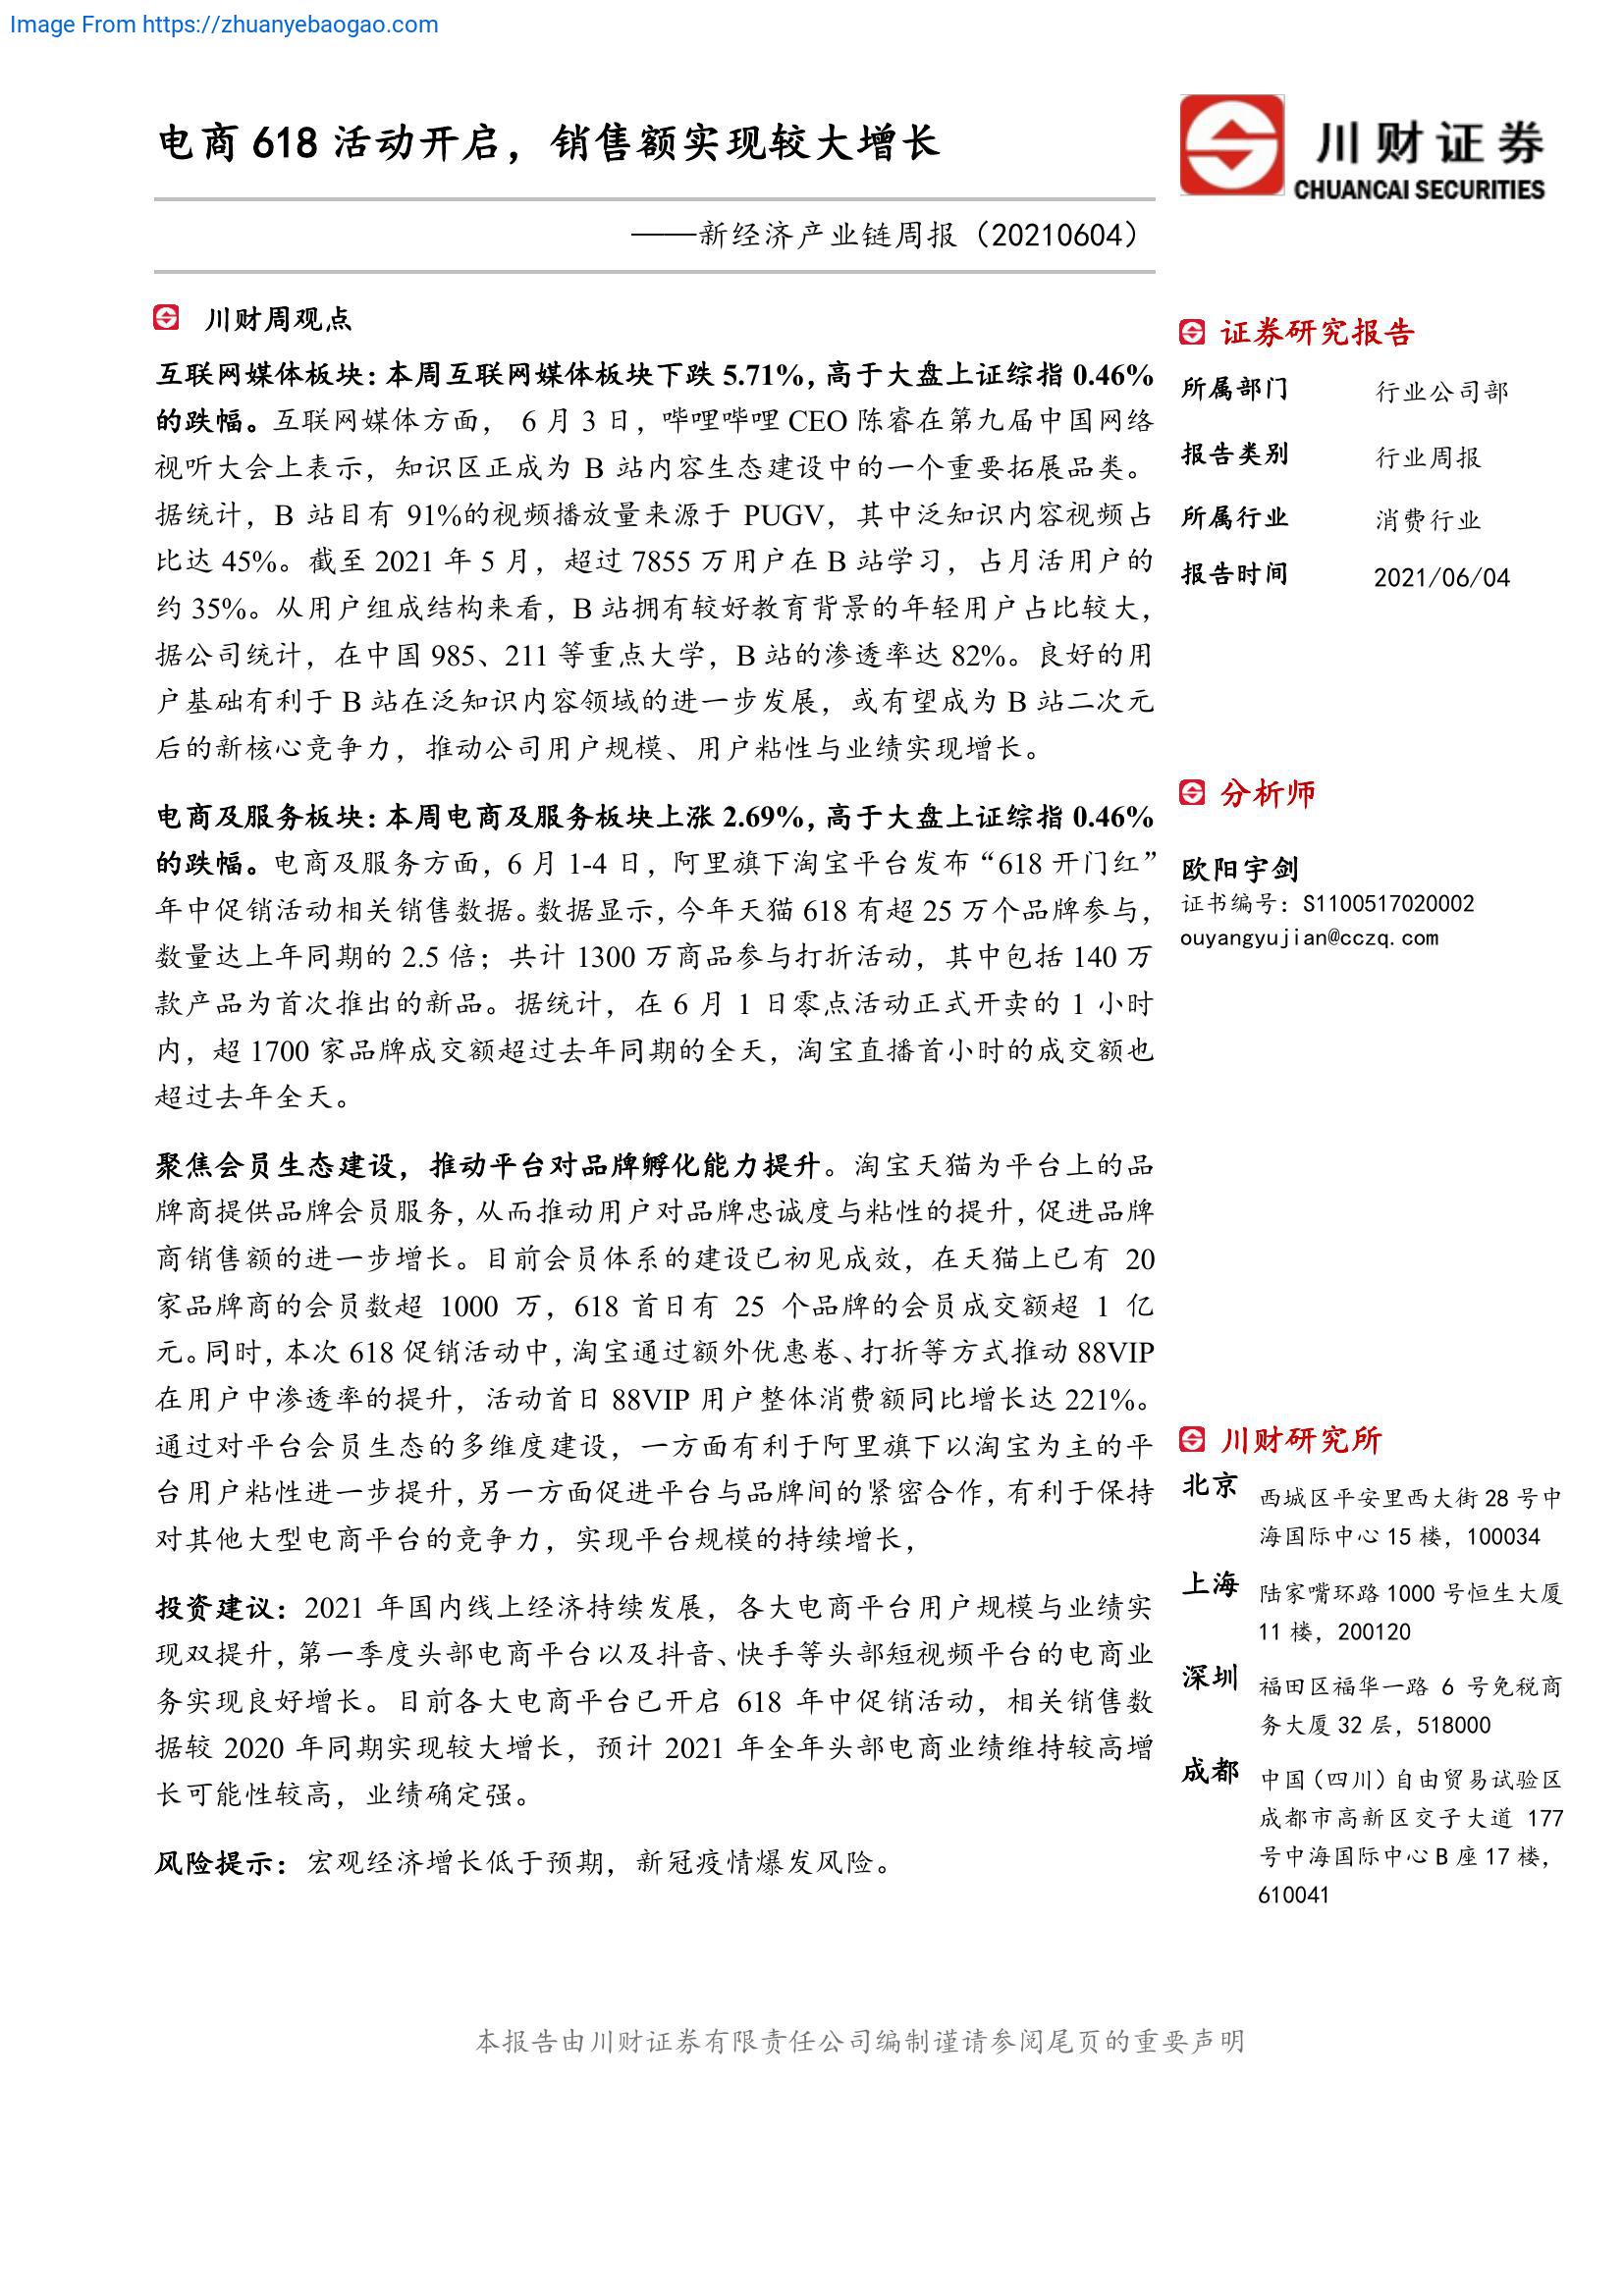 Image From https://zhuanyebaogao.com
电商 618 活动开启，销售额实现较大增长
川财证券
CHUANCAI SECURITIES
——新经济产业链周报（20210604）
川财周观点
互联网媒体板块：本周互联网媒体板块下跌 5.71%，高于大盘上证综指 0.46%
的跌幅。互联网媒体方面， 6 月 3 日，哔哩哔哩 CEO 陈睿在第九届中国网络
视听大会上表示，知识区正成为 B 站内容生态建设中的一个重要拓展品类。
据统计，B 站目有 91%的视频播放量来源于 PUGV，其中泛知识内容视频占
比达 45%。截至 2021 年 5 月，超过 7855 万用户在 B 站学习，占月活用户的
约 35%。从用户组成结构来看，B 站拥有较好教育背景的年轻用户占比较大，
据公司统计，在中国 985、211 等重点大学，B 站的渗透率达 82%。良好的用
户基础有利于 B 站在泛知识内容领域的进一步发展，或有望成为 B 站二次元
后的新核心竞争力，推动公司用户规模、用户粘性与业绩实现增长。
电商及服务板块：本周电商及服务板块上涨 2.69%，高于大盘上证综指 0.46%
的跌幅。电商及服务方面，6 月 1-4 日，阿里旗下淘宝平台发布“618 开门红”
年中促销活动相关销售数据。数据显示，今年天猫 618 有超 25 万个品牌参与，
数量达上年同期的 2.5 倍；共计 1300 万商品参与打折活动，其中包括 140 万
款产品为首次推出的新品。据统计，在 6 月 1 日零点活动正式开卖的 1 小时
内，超 1700 家品牌成交额超过去年同期的全天，淘宝直播首小时的成交额也
超过去年全天。
聚焦会员生态建设，推动平台对品牌孵化能力提升。淘宝天猫为平台上的品
牌商提供品牌会员服务，从而推动用户对品牌忠诚度与粘性的提升，促进品牌
商销售额的进一步增长。目前会员体系的建设已初见成效，在天猫上已有 20
家品牌商的会员数超 1000 万，618 首日有 25 个品牌的会员成交额超 1 亿
元。同时，本次 618 促销活动中，淘宝通过额外优惠卷、打折等方式推动 88VIP
在用户中渗透率的提升，活动首日 88VIP 用户整体消费额同比增长达 221%。
通过对平台会员生态的多维度建设，一方面有利于阿里旗下以淘宝为主的平
台用户粘性进一步提升，另一方面促进平台与品牌间的紧密合作，有利于保持
对其他大型电商平台的竞争力，实现平台规模的持续增长，
投资建议：2021 年国内线上经济持续发展，各大电商平台用户规模与业绩实
现双提升，第一季度头部电商平台以及抖音、快手等头部短视频平台的电商业
务实现良好增长。目前各大电商平台已开启 618 年中促销活动，相关销售数
据较 2020 年同期实现较大增长，预计 2021 年全年头部电商业绩维持较高增
长可能性较高，业绩确定强。
风险提示：宏观经济增长低于预期，新冠疫情爆发风险。
证券研究报告
所属部门 行业公司部
报告类别 行业周报
所属行业 消费行业
报告时间 2021/06/04
分析师
欧阳宇剑
证书编号：S1100517020002
ouyangyujian@cczq.com
川财研究所
北京 西城区平安里西大街 28 号中
海国际中心 15 楼，100034
上海 陆家嘴环路 1000 号恒生大厦
11 楼，200120
深圳 福田区福华一路 6 号免税商
务大厦 32 层，518000
成都 中国（四川）自由贸易试验区
成都市高新区交子大道 177
号中海国际中心 B 座 17 楼，
610041
本报告由川财证券有限责任公司编制谨请参阅尾页的重要声明